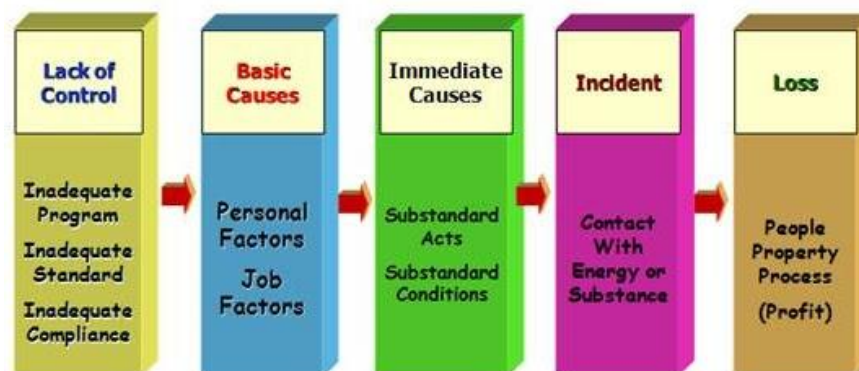 Lack of
Control
Inadequate
Program
Inadequate
Standard
Inadequate
Compliance
Basic
Causes
Personal
Factors
Job
Factors
Immediate
Causes
Substandard
Acts
Substandard
Conditions
Incident
Contact
With
Energy or
Substance
Loss
People
Property
Process
(Profit)